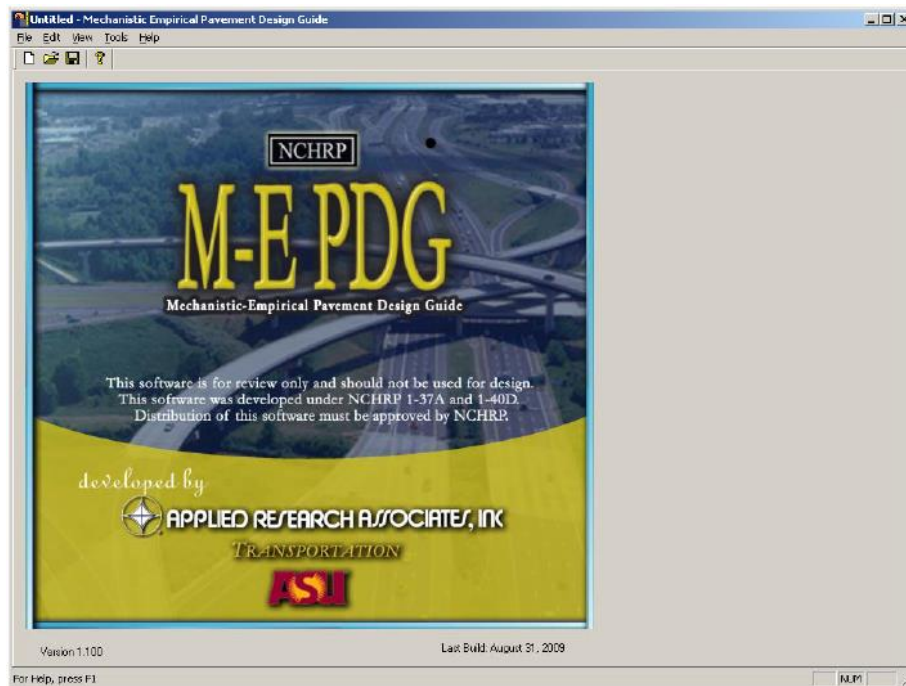 Untitled - Mechanistic Empirical Pavement Design Guide
File Edit View Tools Help
NCHRP
M-E PDG
Mechanistic-Empirical Pavement Design Guide
This software is for review only and should not be used for design.
This software was developed under NCHRP 1-37A and 1-40D.
Distribution of this software must be approved by NCHRP.
developed by
APPLIED RESEARCH ASSOCIATES, INC
TRANSPORTATION
ASU
Version 1.100
Last Build: August 31, 2009
For Help, press F1
NUM